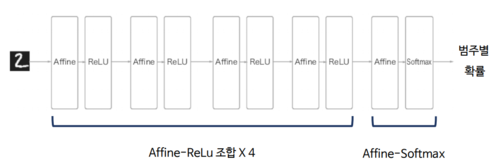 2
Affine ReLU Affine ReLU Affine ReLU Affine ReLU Affine Softmax
범주별
확률
Affine-ReLu 조합 X 4
Affine-Softmax